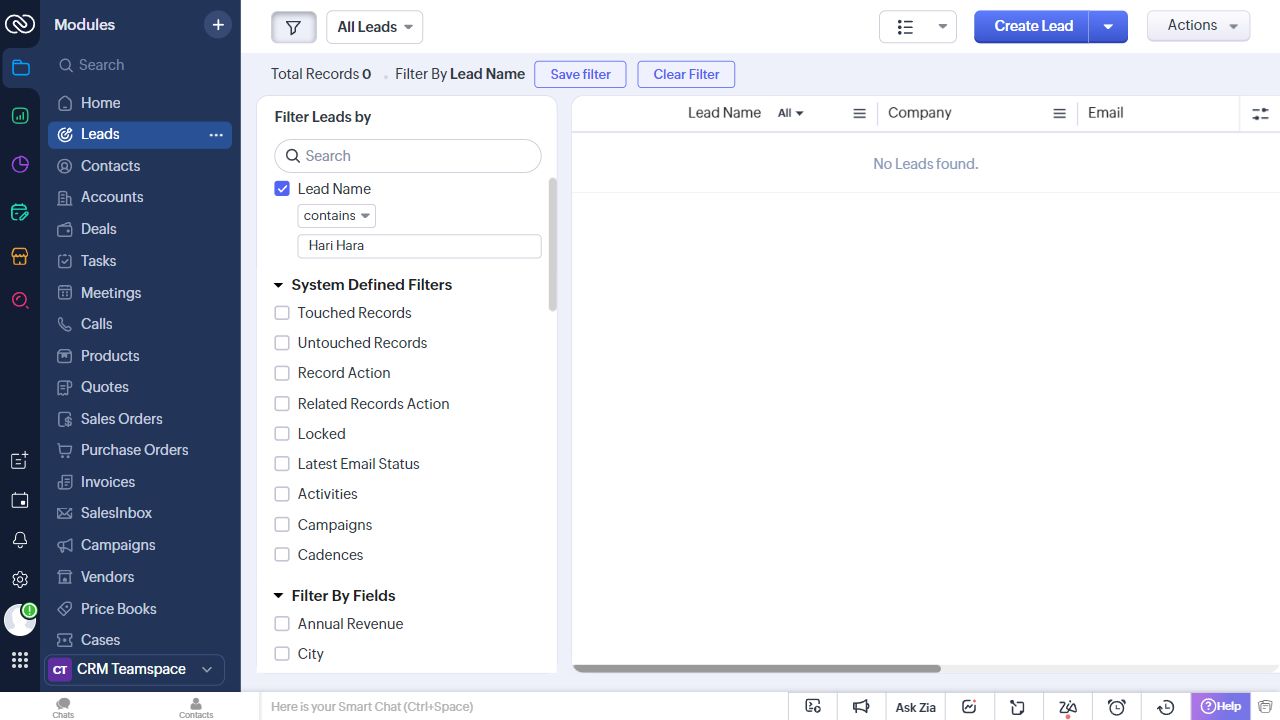 Modules
+
All Leads
Create Lead
Actions
Search
Total Records 0 . Filter By Lead Name Save filter Clear Filter
Home
Leads
Contacts
Accounts
Deals
Tasks
Meetings
Calls
Products
Quotes
Sales Orders
Purchase Orders
Invoices
SalesInbox
Campaigns
Vendors
Price Books
Cases
CT CRM Teamspace
Filter Leads by
Search
Lead Name
contains
Hari Hara
System Defined Filters
Touched Records
Untouched Records
Record Action
Related Records Action
Locked
Latest Email Status
Activities
Campaigns
Cadences
Filter By Fields
Annual Revenue
City
Lead Name All Company Email
No Leads found.
Chats
Contacts
Here is your Smart Chat (Ctrl+Space)
Ask Zia
Help